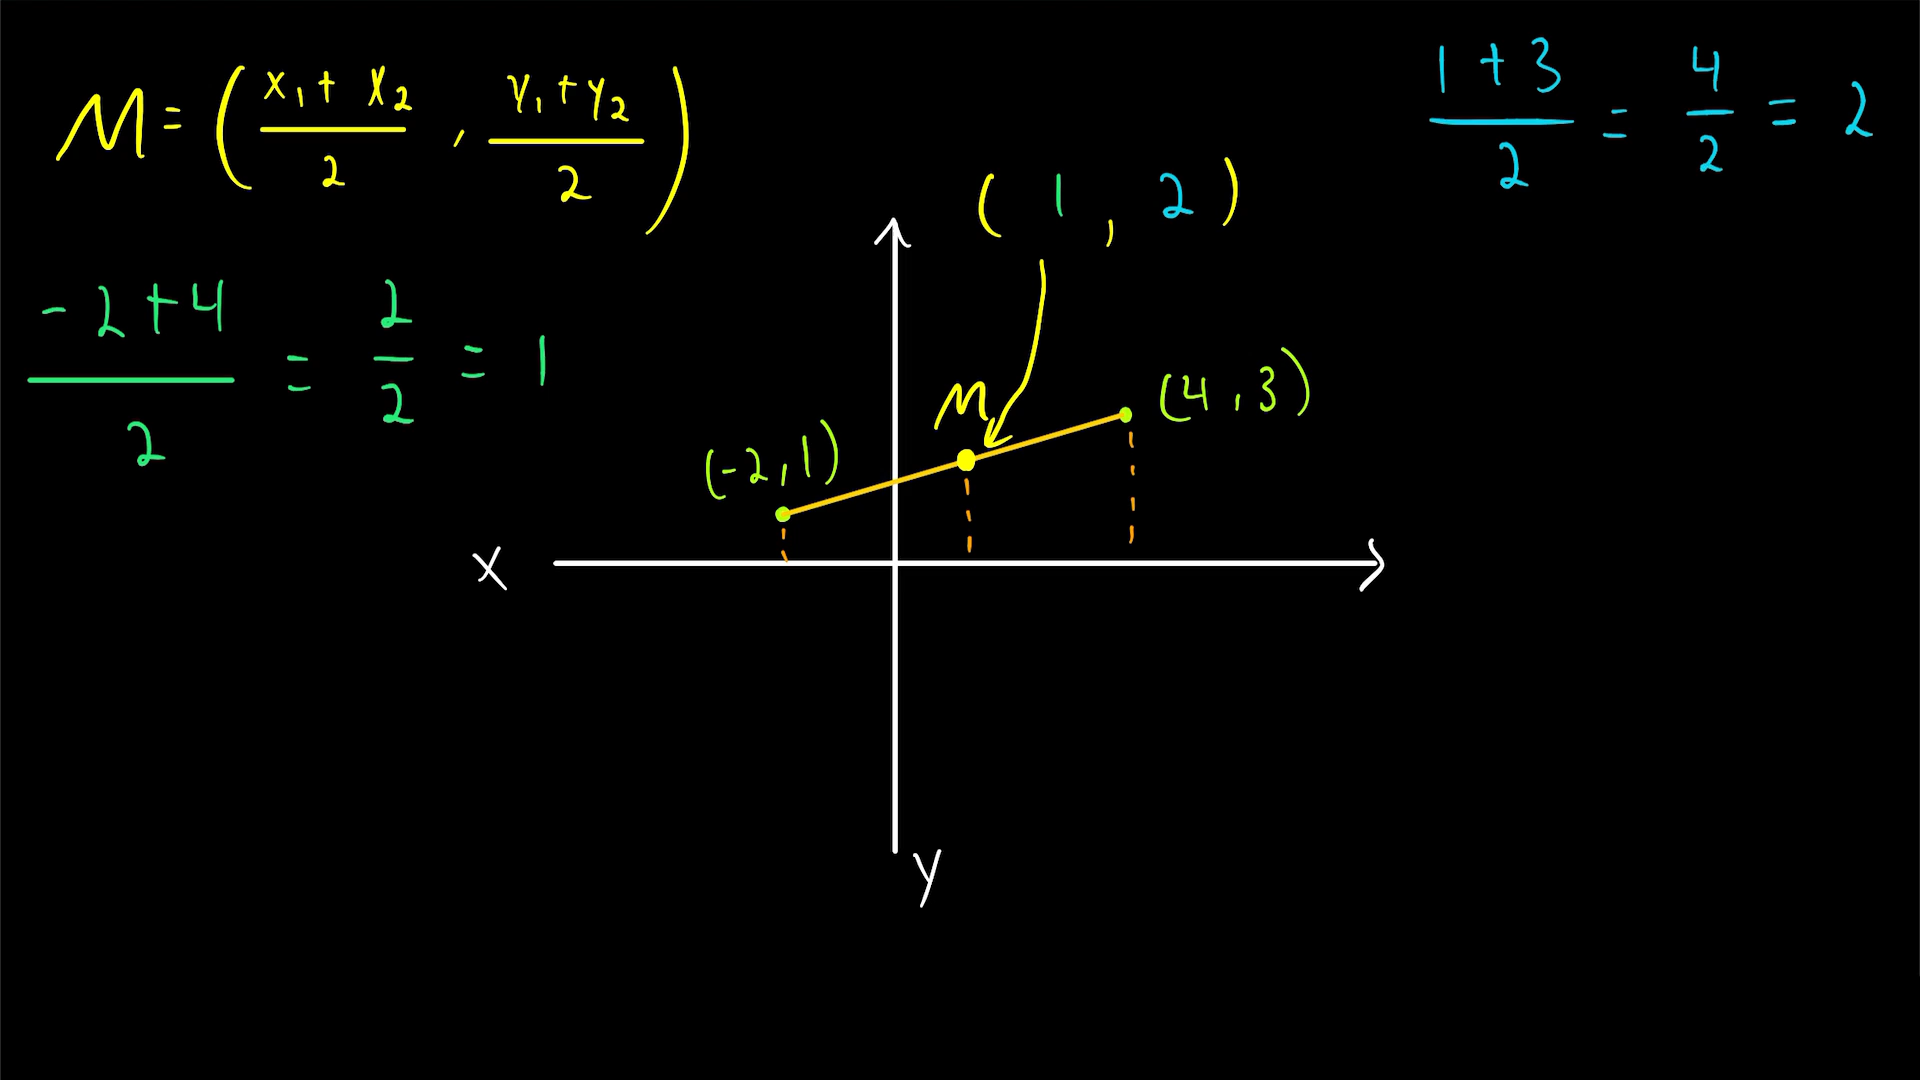 M = ( x₁ + x₂ / 2 , y₁ + y₂ / 2 )
1 + 3 / 2 = 4 / 2 = 2
( 1 , 2 )
-2 + 4 / 2 = 2 / 2 = 1
M
(4, 3)
(-2, 1)
x
y